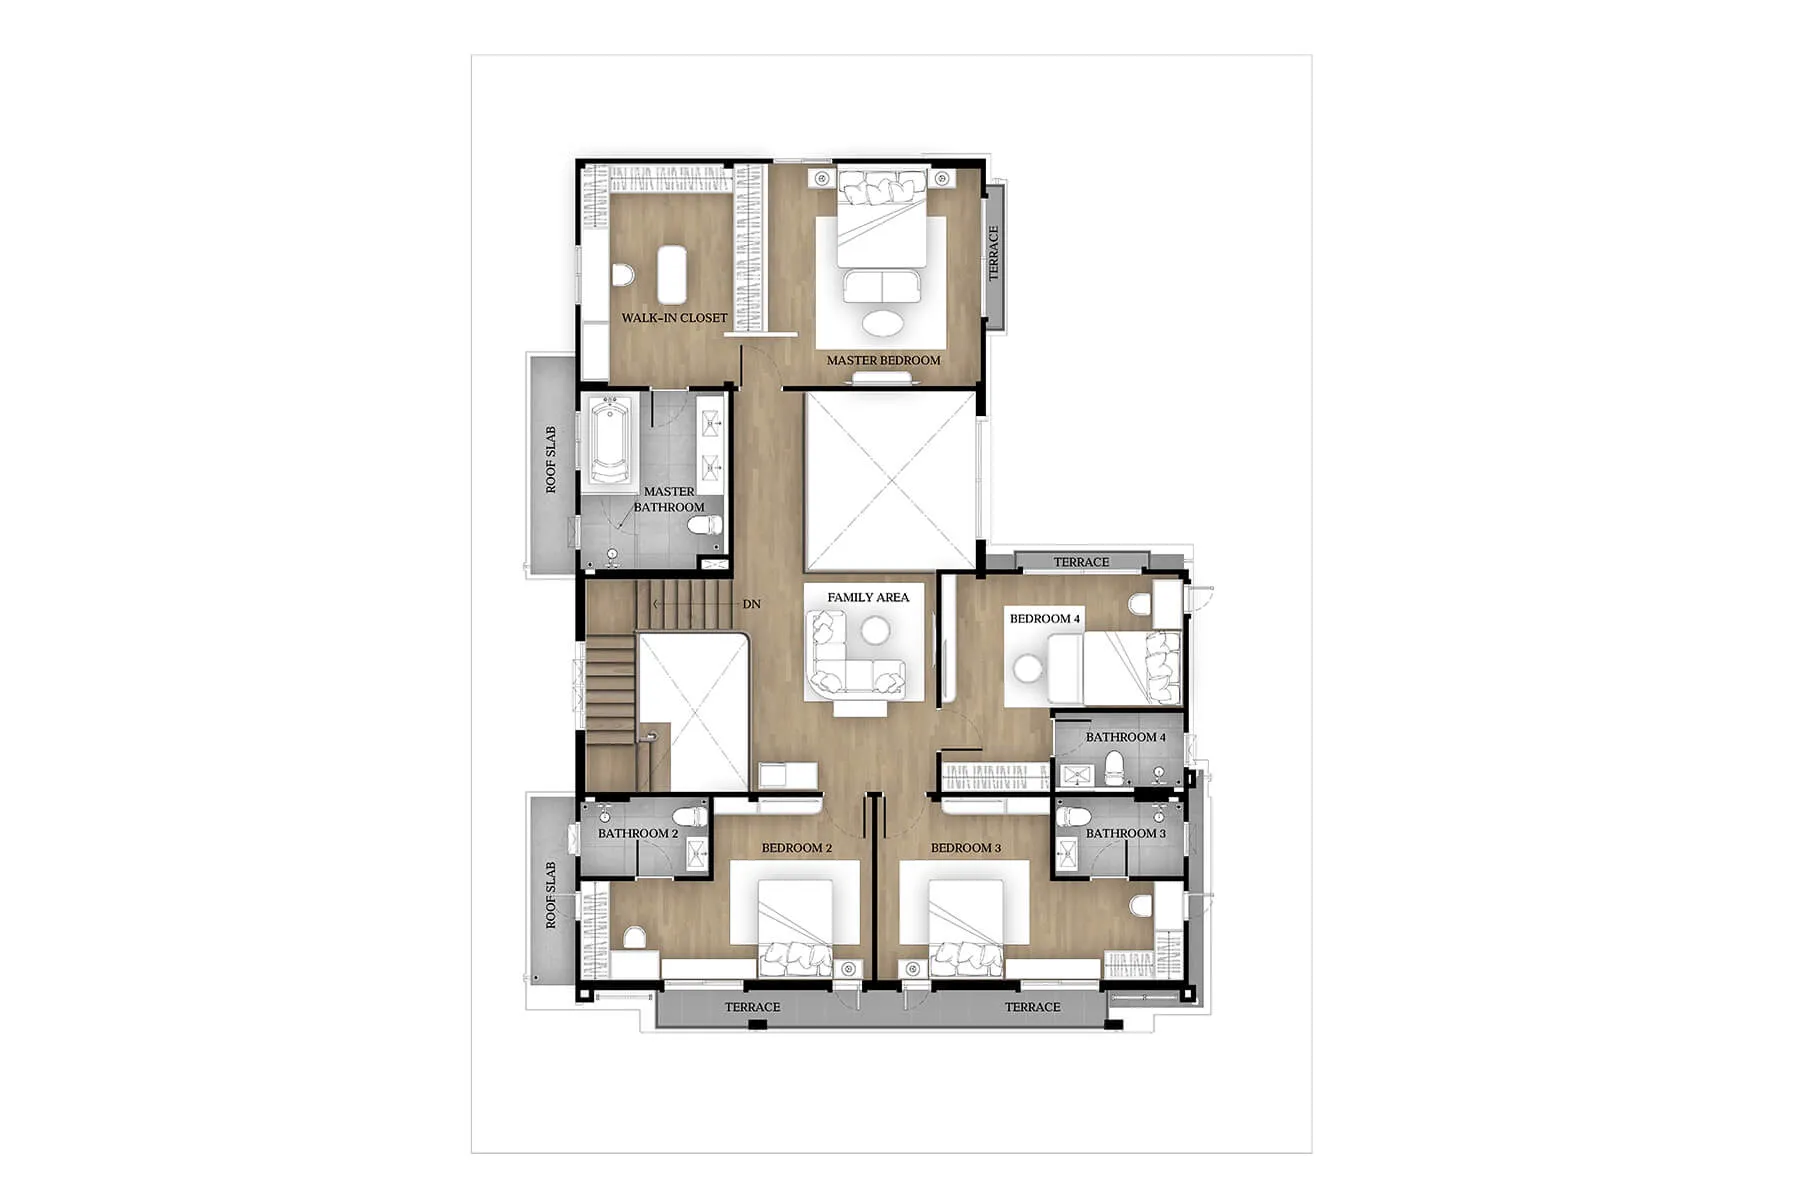 TERRACE
WALK-IN CLOSET
MASTER BEDROOM
ROOF SLAB
MASTER
BATHROOM
TERRACE
DN
FAMILY AREA
BEDROOM 4
BATHROOM 4
BATHROOM 2
BATHROOM 3
BEDROOM 2
BEDROOM 3
ROOF SLAB
TERRACE
TERRACE